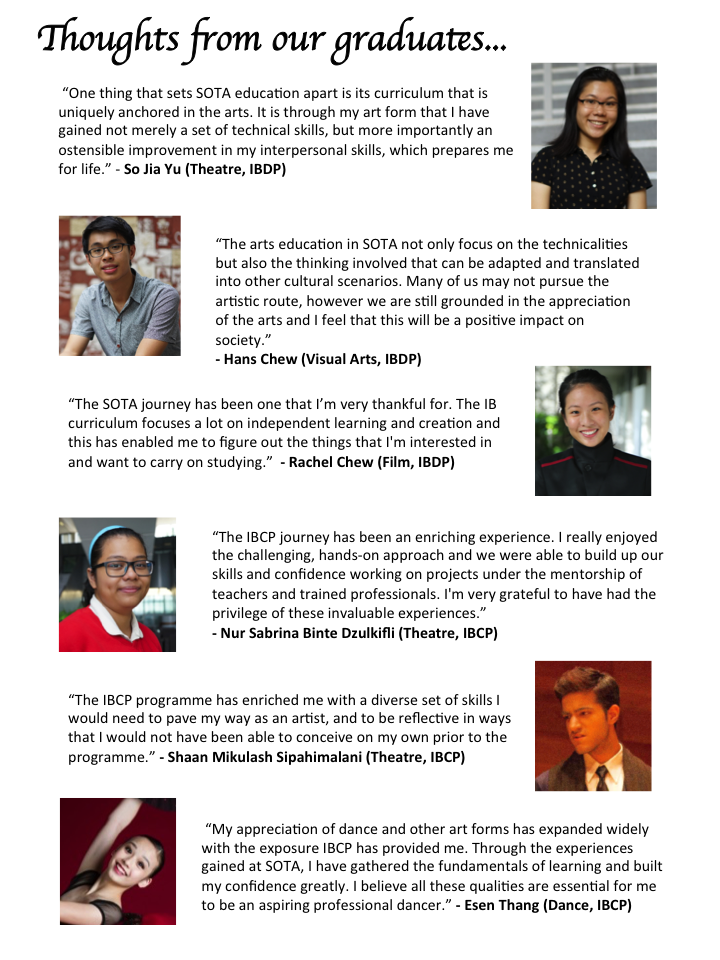 Thoughts from our graduates...
“One thing that sets SOTA education apart is its curriculum that is
uniquely anchored in the arts. It is through my art form that I have
gained not merely a set of technical skills, but more importantly an
ostensible improvement in my interpersonal skills, which prepares me
for life.” - So Jia Yu (Theatre, IBDP)
“The arts education in SOTA not only focus on the technicalities
but also the thinking involved that can be adapted and translated
into other cultural scenarios. Many of us may not pursue the
artistic route, however we are still grounded in the appreciation
of the arts and I feel that this will be a positive impact on
society.”
- Hans Chew (Visual Arts, IBDP)
“The SOTA journey has been one that I’m very thankful for. The IB
curriculum focuses a lot on independent learning and creation and
this has enabled me to figure out the things that I'm interested in
and want to carry on studying.”  - Rachel Chew (Film, IBDP)
“The IBCP journey has been an enriching experience. I really enjoyed
the challenging, hands-on approach and we were able to build up our
skills and confidence working on projects under the mentorship of
teachers and trained professionals. I'm very grateful to have had the
privilege of these invaluable experiences.”
- Nur Sabrina Binte Dzulkifli (Theatre, IBCP)
“The IBCP programme has enriched me with a diverse set of skills I
would need to pave my way as an artist, and to be reflective in ways
that I would not have been able to conceive on my own prior to the
programme.” - Shaan Mikulash Sipahimalani (Theatre, IBCP)
“My appreciation of dance and other art forms has expanded widely
with the exposure IBCP has provided me. Through the experiences
gained at SOTA, I have gathered the fundamentals of learning and built
my confidence greatly. I believe all these qualities are essential for me
to be an aspiring professional dancer.” - Esen Thang (Dance, IBCP)